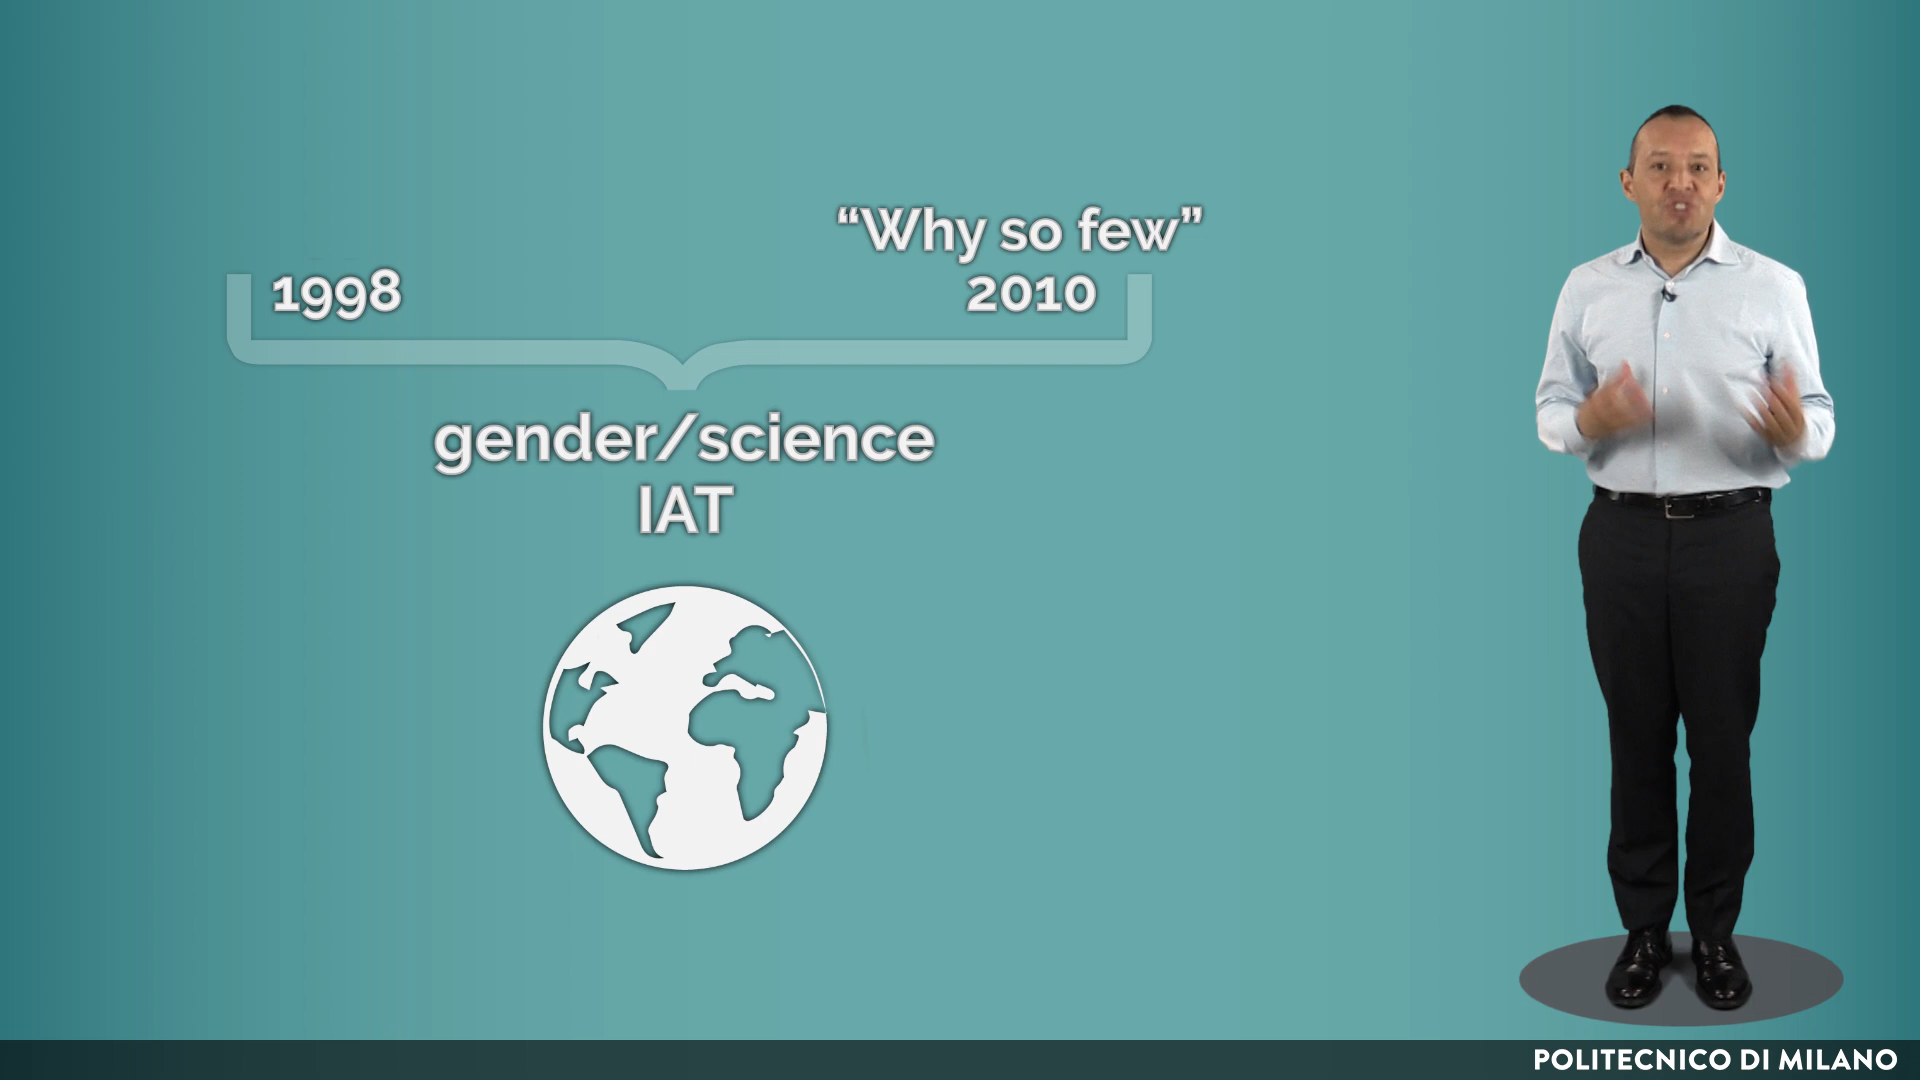 “Why so few”
1998
2010
gender/science
IAT
POLITECNICO DI MILANO